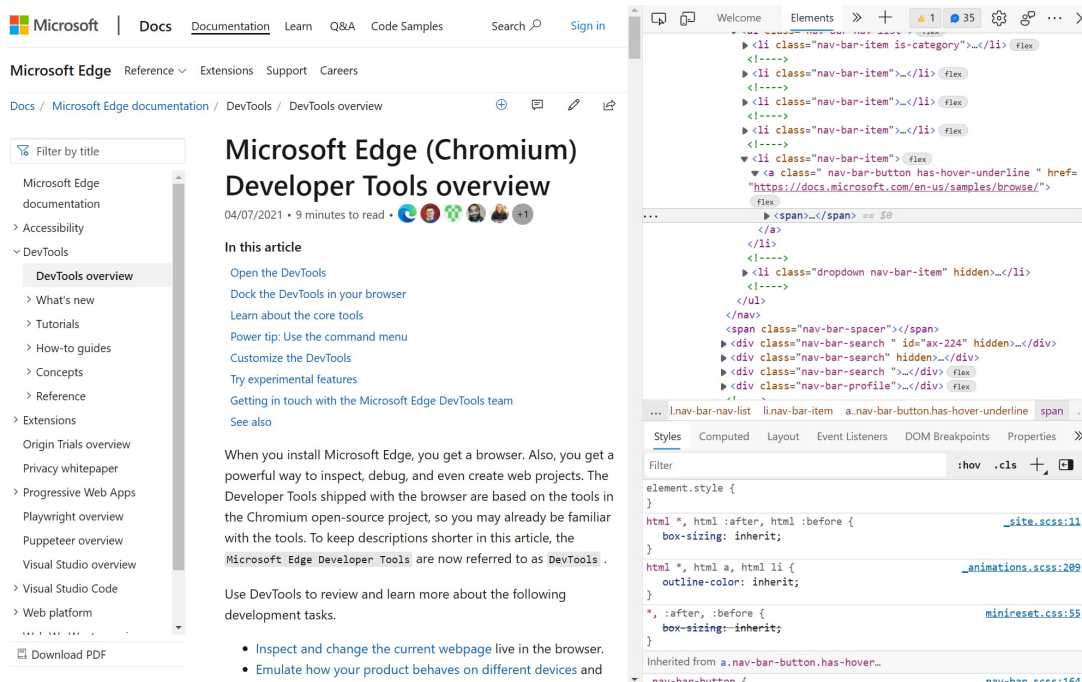 Microsoft Docs Documentation Learn Q&A Code Samples Search Sign in
Microsoft Edge Reference Extensions Support Careers
Docs / Microsoft Edge documentation / DevTools / DevTools overview
Filter by title
Microsoft Edge
documentation
Accessibility
DevTools
DevTools overview
What's new
Tutorials
How-to guides
Concepts
Reference
Extensions
Origin Trials overview
Privacy whitepaper
Progressive Web Apps
Playwright overview
Puppeteer overview
Visual Studio overview
Visual Studio Code
Web platform
Download PDF
Microsoft Edge (Chromium)
Developer Tools overview
04/07/2021 • 9 minutes to read • +1
In this article
Open the DevTools
Dock the DevTools in your browser
Learn about the core tools
Power tip: Use the command menu
Customize the DevTools
Try experimental features
Getting in touch with the Microsoft Edge DevTools team
See also
When you install Microsoft Edge, you get a browser. Also, you get a
powerful way to inspect, debug, and even create web projects. The
Developer Tools shipped with the browser are based on the tools in
the Chromium open-source project, so you may already be familiar
with the tools. To keep descriptions shorter in this article, the
Microsoft Edge Developer Tools are now referred to as DevTools .
Use DevTools to review and learn more about the following
development tasks.
• Inspect and change the current webpage live in the browser.
• Emulate how your product behaves on different devices and
Welcome Elements 1 35
<li class="nav-bar-item is-category">…</li> flex
<!---->
<li class="nav-bar-item">…</li> flex
<!---->
<li class="nav-bar-item">…</li> flex
<!---->
<li class="nav-bar-item">…</li> flex
<!---->
<li class="nav-bar-item"> flex
<a class=" nav-bar-button has-hover-underline " href=
"https://docs.microsoft.com/en-us/samples/browse/">
flex
... <span>…</span> == $0
</a>
</li>
<!---->
<li class="dropdown nav-bar-item" hidden>…</li>
<!---->
</ul>
</nav>
<span class="nav-bar-spacer"></span>
<div class="nav-bar-search " id="ax-224" hidden>…</div>
<div class="nav-bar-search" hidden>…</div>
<div class="nav-bar-search ">…</div> flex
<div class="nav-bar-profile">…</div> flex
... l.nav-bar-nav-list li.nav-bar-item a..nav-bar-button.has-hover-underline span
Styles Computed Layout Event Listeners DOM Breakpoints Properties
Filter :hov .cls
element.style {
}
html *, html :after, html :before { _site.scss:11
box-sizing: inherit;
}
html *, html a, html li { _animations.scss:209
outline-color: inherit;
}
*, :after, :before { minireset.css:55
box-sizing: inherit;
}
Inherited from a.nav-bar-button.has-hover…